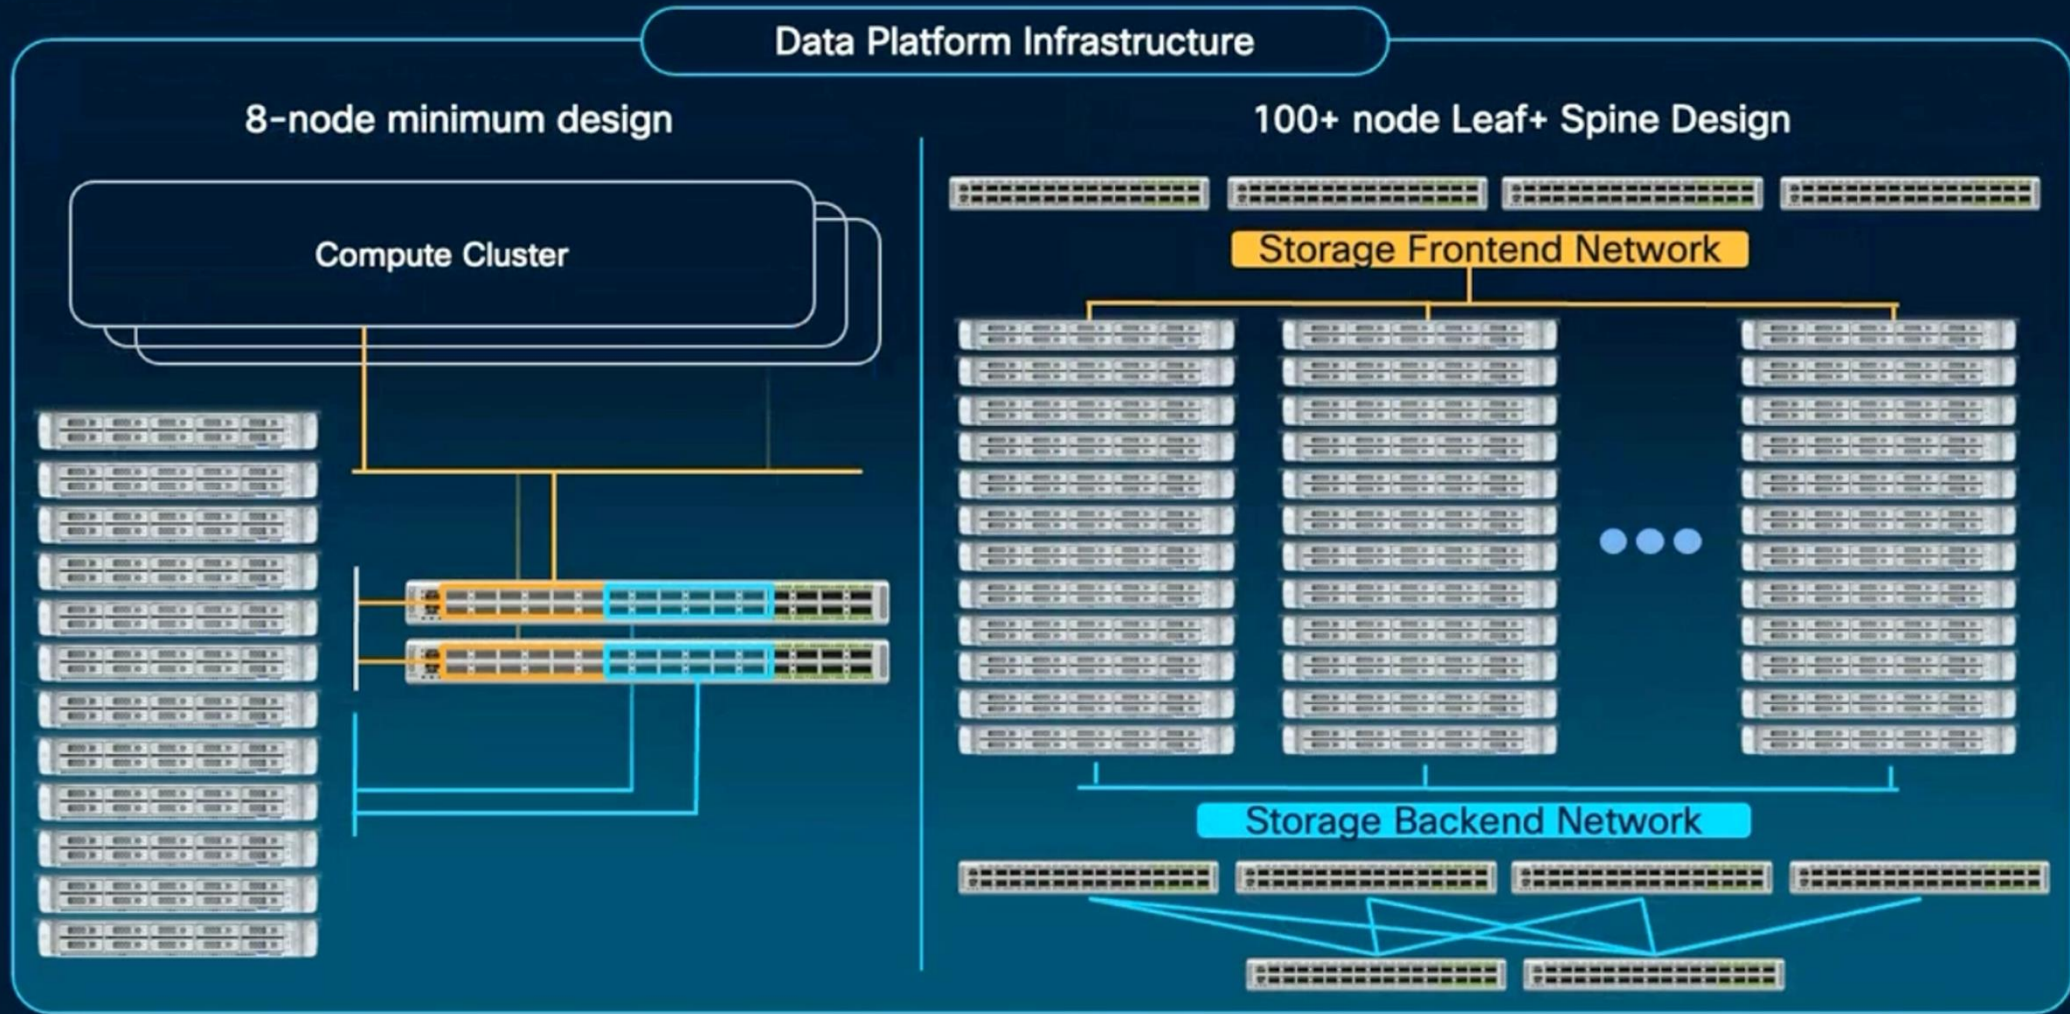 Data Platform Infrastructure
8-node minimum design
Compute Cluster
100+ node Leaf+ Spine Design
Storage Frontend Network
Storage Backend Network